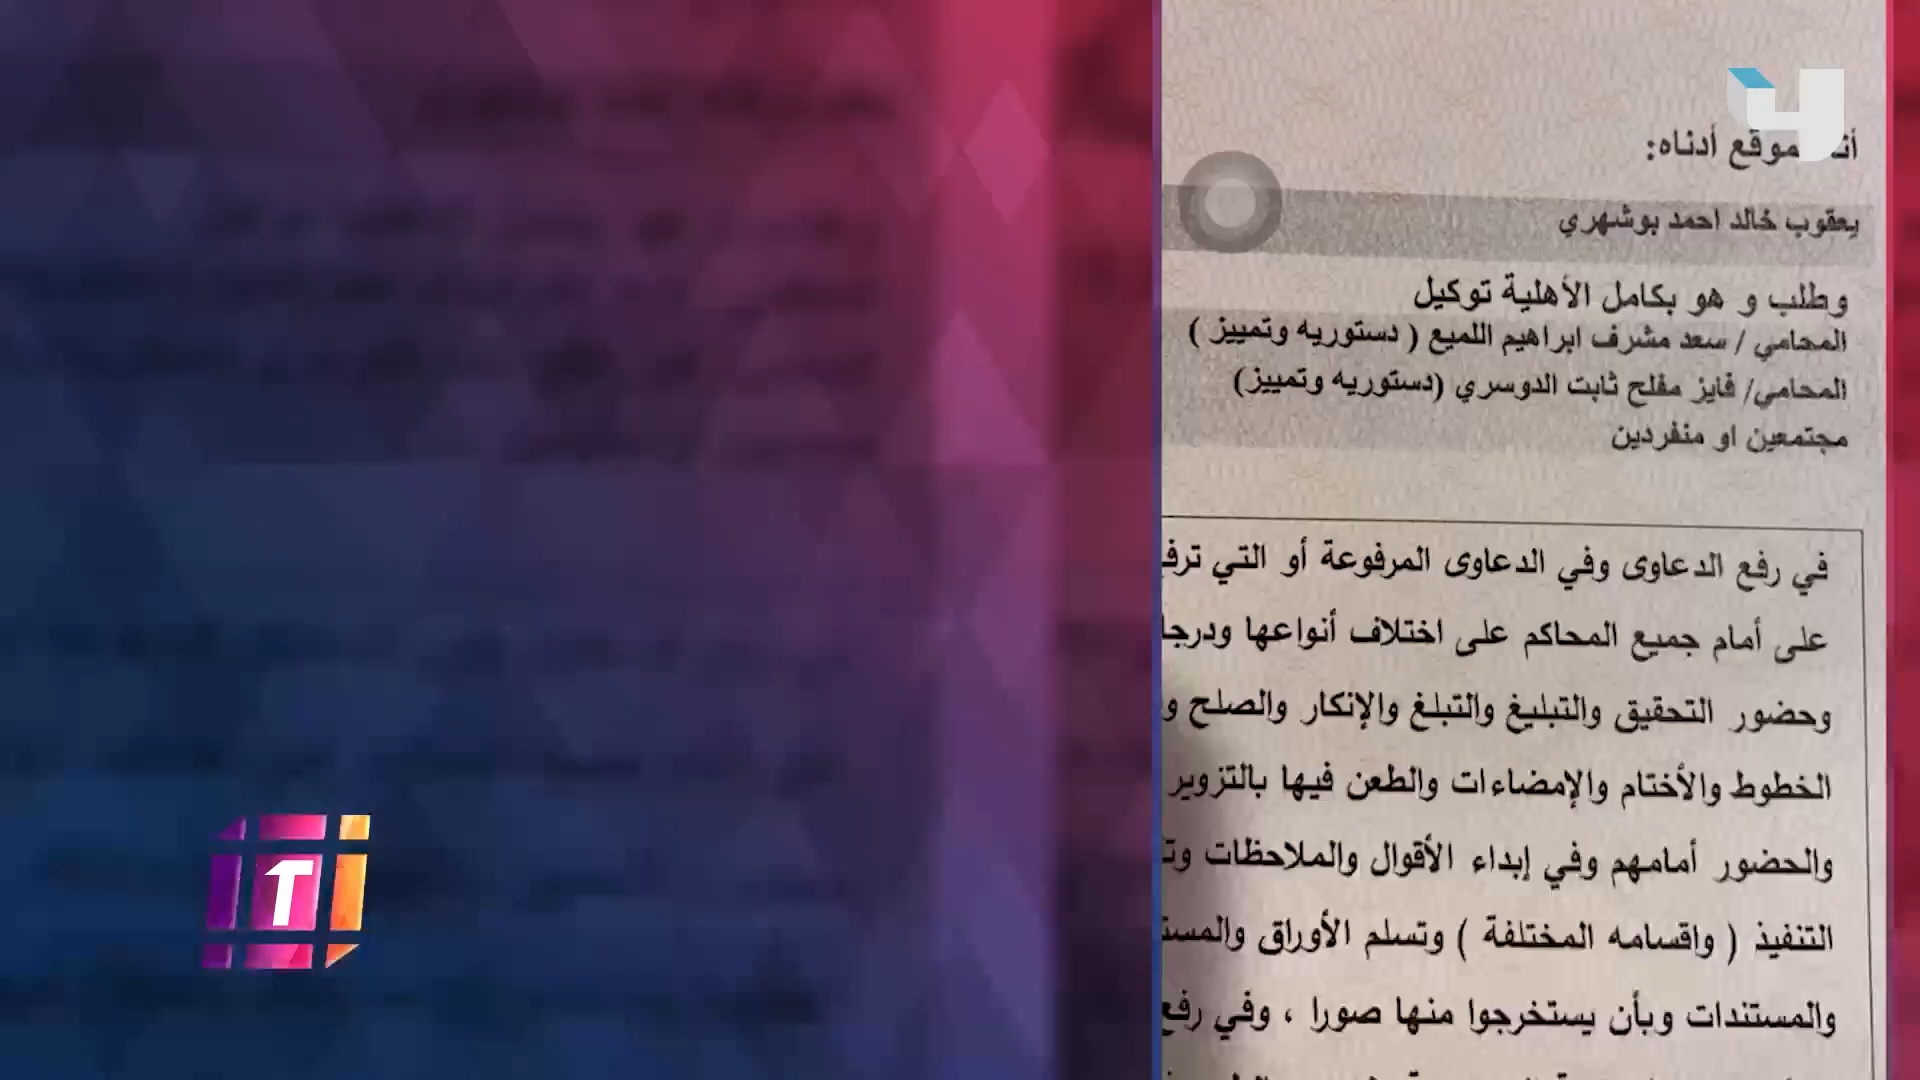 أنا الموقع أدناه:
يعقوب خالد احمد بوشهري
وطلب و هو بكامل الأهلية توكيل
المحامي / سعد مشرف ابراهيم اللميع ( دستوريه وتمييز )
المحامي/ فايز مفلح ثابت الدوسري (دستوريه وتمييز)
مجتمعين او منفردين
في رفع الدعاوى وفي الدعاوى المرفوعة أو التي
على أمام جميع المحاكم على اختلاف أنواعها
وحضور التحقيق والتبليغ والتبلغ والإنكار والصلح و
الخطوط والأختام والإمضاءات والطعن فيها بالتزوير
والحضور أمامهم وفي إبداء الأقوال والملاحظات
التنفيذ ( واقسامه المختلفة ) وتسلم الأوراق
والمستندات وبأن يستخرجوا منها صورا ، وفي رفع
T